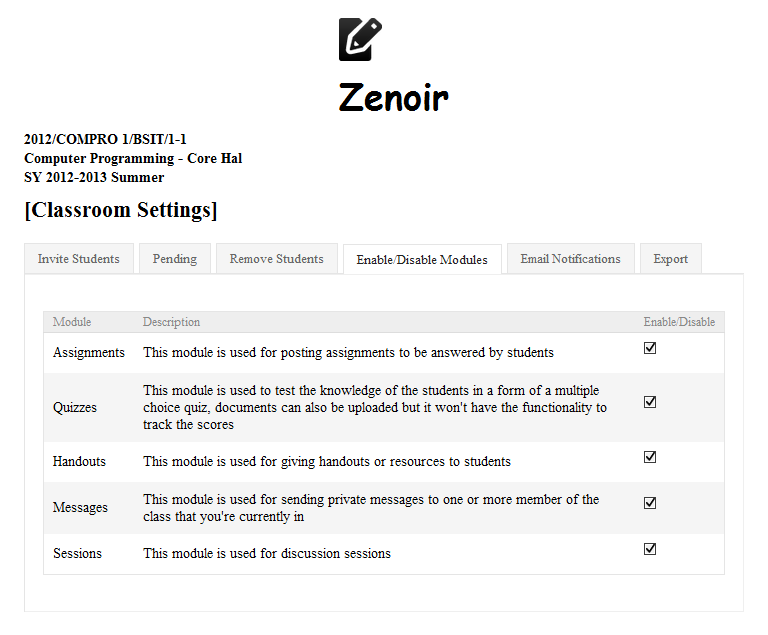 Zenoir
2012/COMPRO 1/BSIT/1-1
Computer Programming - Core Hal
SY 2012-2013 Summer
[Classroom Settings]
Invite Students Pending Remove Students Enable/Disable Modules Email Notifications Export
Module Description Enable/Disable
Assignments This module is used for posting assignments to be answered by students
Quizzes This module is used to test the knowledge of the students in a form of a multiple
choice quiz, documents can also be uploaded but it won't have the functionality to
track the scores
Handouts This module is used for giving handouts or resources to students
Messages This module is used for sending private messages to one or more member of the
class that you're currently in
Sessions This module is used for discussion sessions